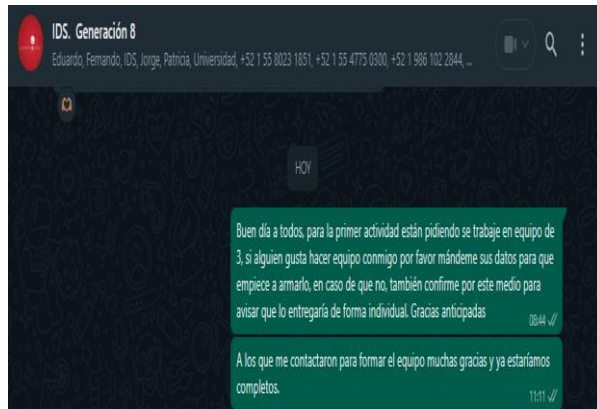 IDS. Generación 8
Eduardo, Fernando, IDS, Jorge, Patricia, Universidad, +52 1 55 8023 1851, +52 1 55 4775 0300, +52 1 986 102 2844, ...
HOY
Buen día a todos, para la primer actividad están pidiendo se trabaje en equipo de
3, si alguien gusta hacer equipo conmigo por favor mándeme sus datos para que
empiece a armarlo, en caso de que no, también confirme por este medio para
avisar que lo entregaría de forma individual. Gracias anticipadas
08:44
A los que me contactaron para formar el equipo muchas gracias y ya estaríamos
completos.
11:11